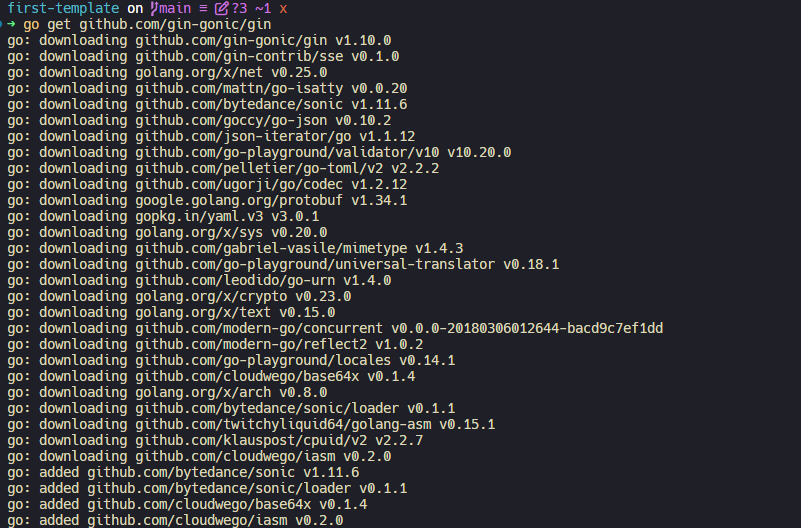 first-template on main ≡ ?3 ~1 x
→ go get github.com/gin-gonic/gin
go: downloading github.com/gin-gonic/gin v1.10.0
go: downloading github.com/gin-contrib/sse v0.1.0
go: downloading golang.org/x/net v0.25.0
go: downloading github.com/mattn/go-isatty v0.0.20
go: downloading github.com/bytedance/sonic v1.11.6
go: downloading github.com/goccy/go-json v0.10.2
go: downloading github.com/json-iterator/go v1.1.12
go: downloading github.com/go-playground/validator/v10 v10.20.0
go: downloading github.com/pelletier/go-toml/v2 v2.2.2
go: downloading github.com/ugorji/go/codec v1.2.12
go: downloading google.golang.org/protobuf v1.34.1
go: downloading gopkg.in/yaml.v3 v3.0.1
go: downloading golang.org/x/sys v0.20.0
go: downloading github.com/gabriel-vasile/mimetype v1.4.3
go: downloading github.com/go-playground/universal-translator v0.18.1
go: downloading github.com/leodido/go-urn v1.4.0
go: downloading golang.org/x/crypto v0.23.0
go: downloading golang.org/x/text v0.15.0
go: downloading github.com/modern-go/concurrent v0.0.0-20180306012644-bacd9c7ef1dd
go: downloading github.com/modern-go/reflect2 v1.0.2
go: downloading github.com/go-playground/locales v0.14.1
go: downloading github.com/cloudwego/base64x v0.1.4
go: downloading golang.org/x/arch v0.8.0
go: downloading github.com/bytedance/sonic/loader v0.1.1
go: downloading github.com/twitchyliquid64/golang-asm v0.15.1
go: downloading github.com/klauspost/cpuid/v2 v2.2.7
go: downloading github.com/cloudwego/iasm v0.2.0
go: added github.com/bytedance/sonic v1.11.6
go: added github.com/bytedance/sonic/loader v0.1.1
go: added github.com/cloudwego/base64x v0.1.4
go: added github.com/cloudwego/iasm v0.2.0